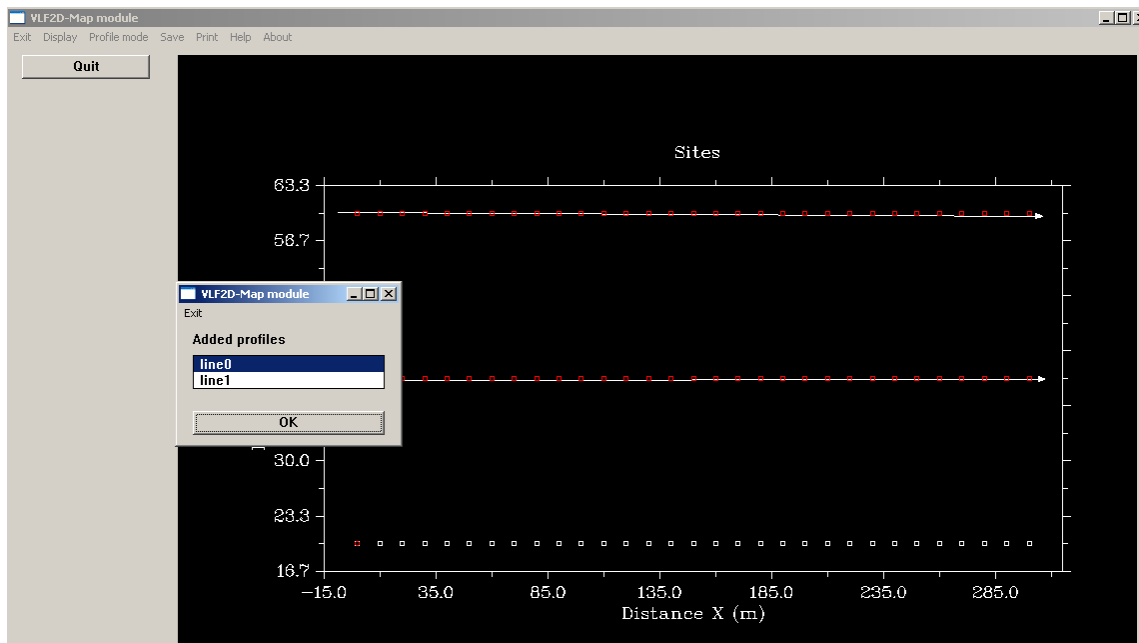 VLF2D-Map module
Exit Display Profile mode Save Print Help About
Quit
Sites
63.3
56.7
VLF2D-Map module
Exit
Added profiles
line0
line1
OK
30.0
23.3
16.7
-15.0 35.0 85.0 135.0 185.0 235.0 285.0
Distance X (m)